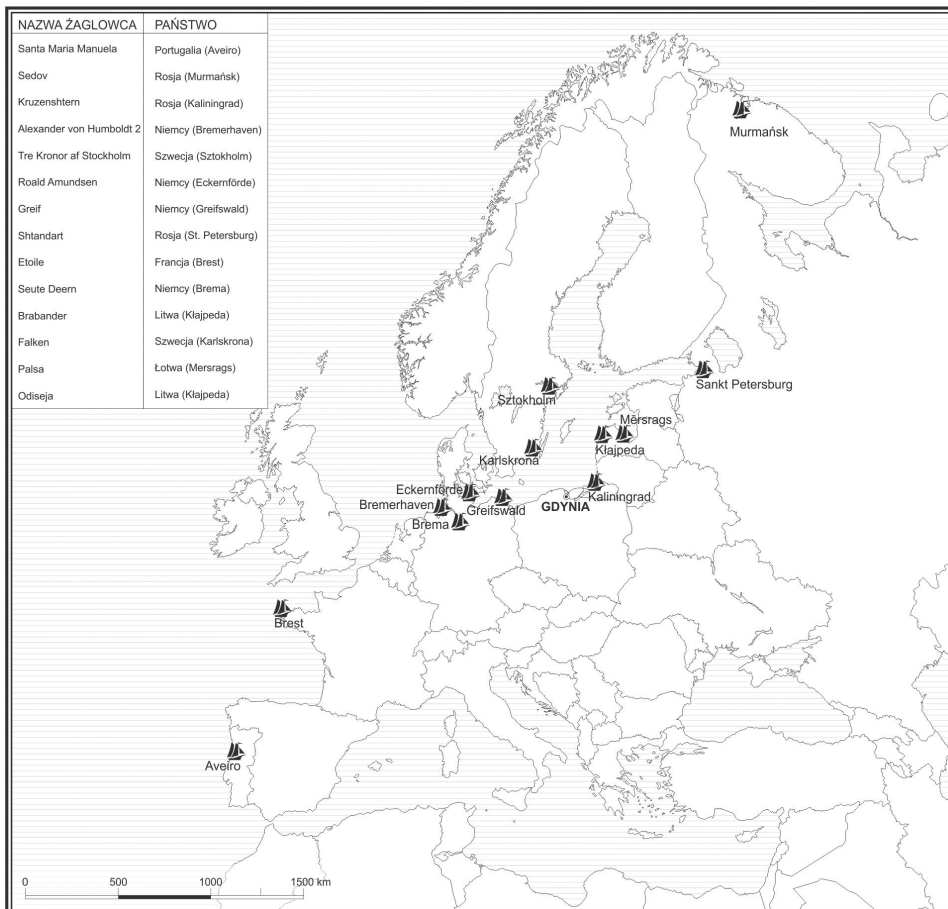 NAZWA ŻAGLOWCA PAŃSTWO
Santa Maria Manuela Portugalia (Aveiro)
Sedov Rosja (Murmańsk)
Kruzenshtern Rosja (Kaliningrad)
Alexander von Humboldt 2 Niemcy (Bremerhaven)
Tre Kronor af Stockholm Szwecja (Sztokholm)
Roald Amundsen Niemcy (Eckernförde)
Greif Niemcy (Greifswald)
Shtandart Rosja (St. Petersburg)
Etoile Francja (Brest)
Seute Deern Niemcy (Brema)
Brabander Litwa (Kłajpeda)
Falken Szwecja (Karlskrona)
Palsa Łotwa (Mersrags)
Odiseja Litwa (Kłajpeda)
Murmańsk
Sankt Petersburg
Sztokholm
Mērsrags
Kłajpeda
Karlskrona
Kaliningrad
Eckernförde
GDYNIA
Bremerhaven
Greifswald
Brema
Brest
Aveiro
0 500 1000 1500 km